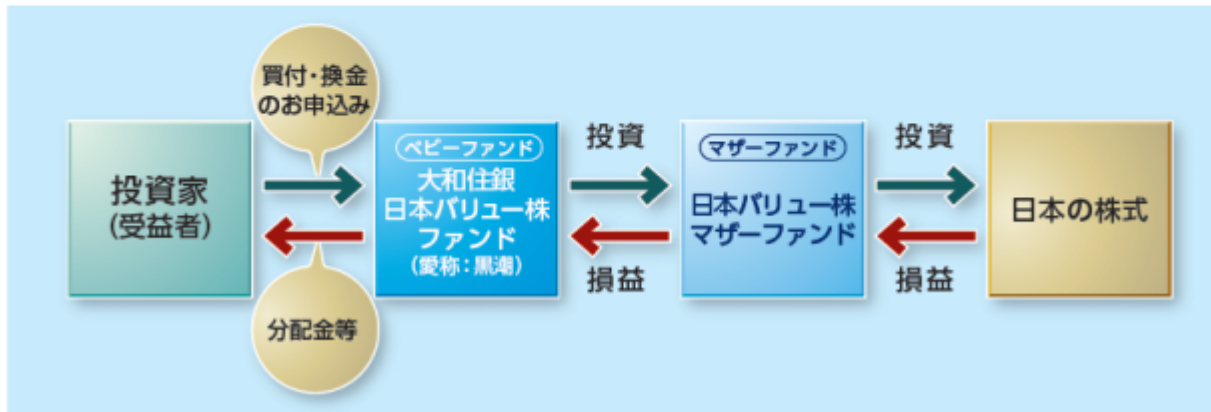 買付・換金
のお申込み
投資家
(受益者)
ベビーファンド
大和住銀
日本バリュー株
ファンド
(愛称:黒潮)
投資
損益
マザーファンド
日本バリュー株
マザーファンド
投資
損益
日本の株式
分配金等